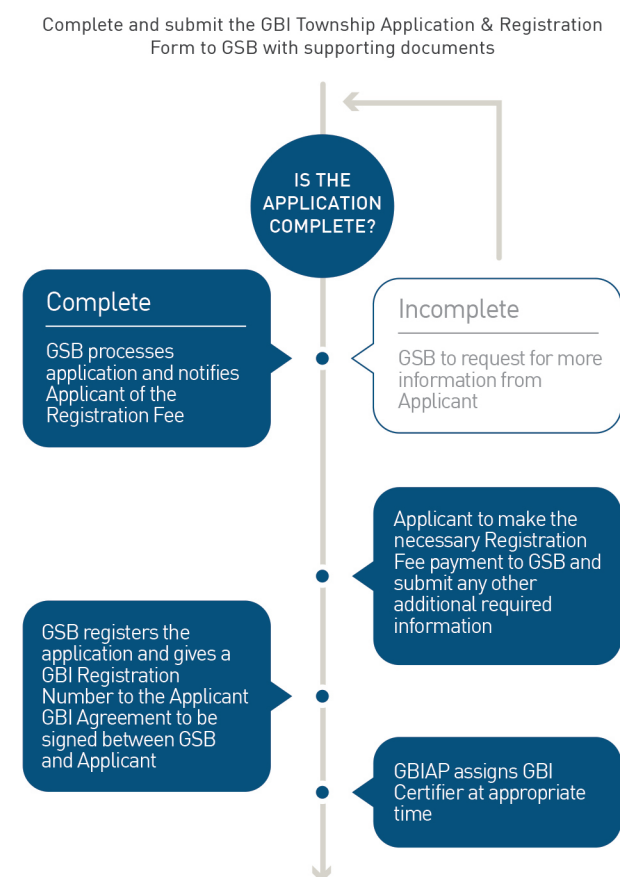 Complete and submit the GBI Township Application & Registration
Form to GSB with supporting documents
IS THE
APPLICATION
COMPLETE?
Complete
GSB processes
application and notifies
Applicant of the
Registration Fee
Incomplete
GSB to request for more
information from
Applicant
Applicant to make the
necessary Registration
Fee payment to GSB and
submit any other
additional required
information
GSB registers the
application and gives a
GBI Registration
Number to the Applicant
GBI Agreement to be
signed between GSB
and Applicant
GBIAP assigns GBI
Certifier at appropriate
time